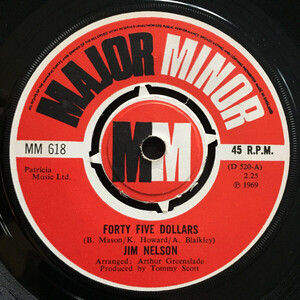 MAJOR MINOR
MM 618
45 R.P.M.
MM
Patricia
Music Ltd.
(D 520-A)
2.25
℗ 1969
FORTY FIVE DOLLARS
(B. Mason/K. Howard/A. Blaikley)
JIM NELSON
Arranged: Arthur Greenslade
Produced by Tommy Scott